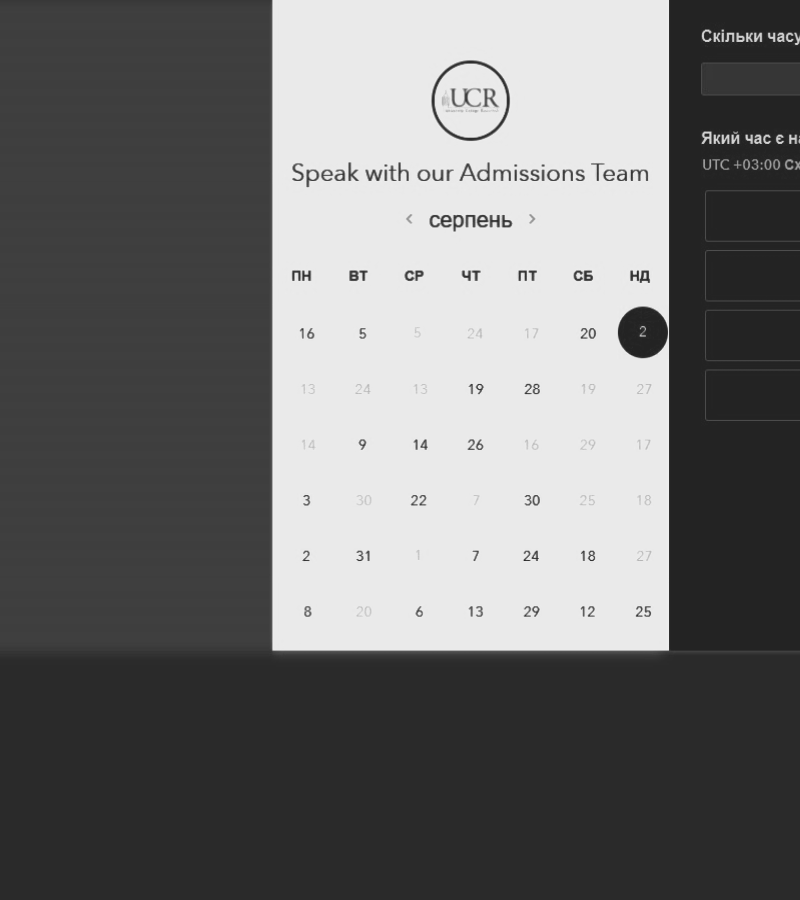 UCR
Speak with our Admissions Team
серпень
ПН ВТ СР ЧТ ПТ СБ НД
16 5 5 24 17 20 2
13 24 13 19 28 19 27
14 9 14 26 16 29 17
3 30 22 7 30 25 18
2 31 1 7 24 18 27
8 20 6 13 29 12 25
Скільки часу
Який час є
UTC +03:00